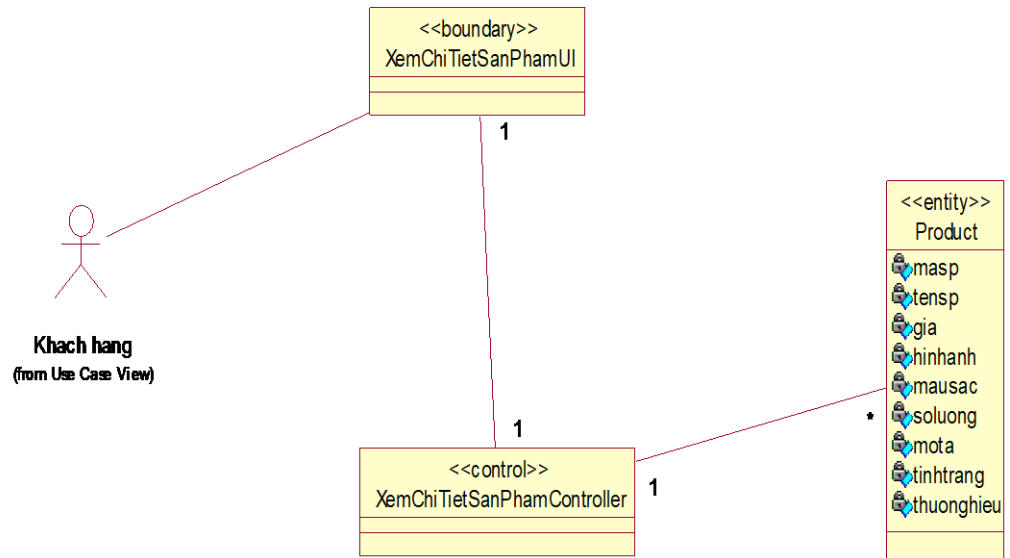 <<boundary>>
XemChiTietSanPhamUI
1
Khach hang
(from Use Case View)
1
<<control>>
XemChiTietSanPhamController
1
*
<<entity>>
Product
masp
tensp
gia
hinhanh
mausac
soluong
mota
tinhtrang
thuonghieu